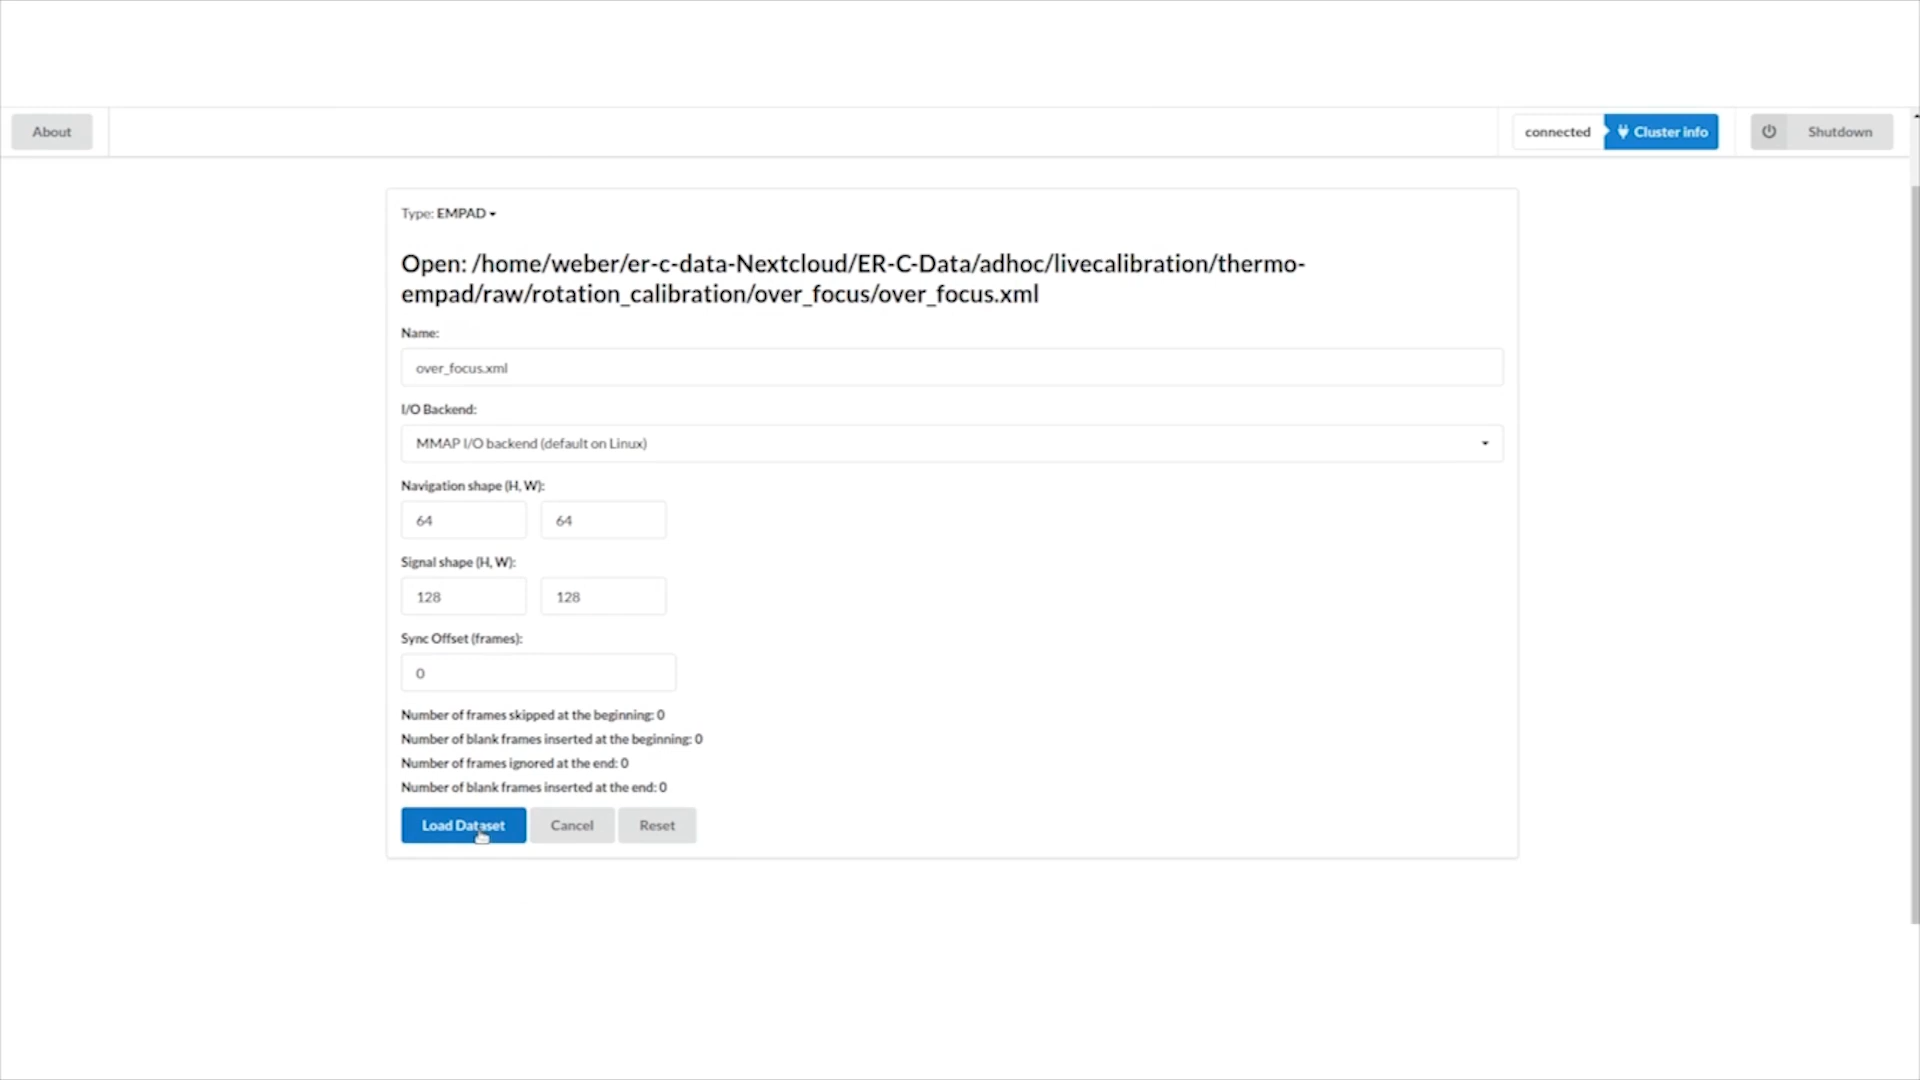 About
connected
Cluster info
Shutdown
Type: EMPAD
Open: /home/weber/er-c-data-Nextcloud/ER-C-Data/adhoc/livecalibration/thermo-
empad/raw/rotation_calibration/over_focus/over_focus.xml
Name:
over_focus.xml
I/O Backend:
MMAP I/O backend (default on Linux)
Navigation shape (H, W):
64 64
Signal shape (H, W):
128 128
Sync Offset (frames):
0
Number of frames skipped at the beginning: 0
Number of blank frames inserted at the beginning: 0
Number of frames ignored at the end: 0
Number of blank frames inserted at the end: 0
Load Dataset Cancel Reset